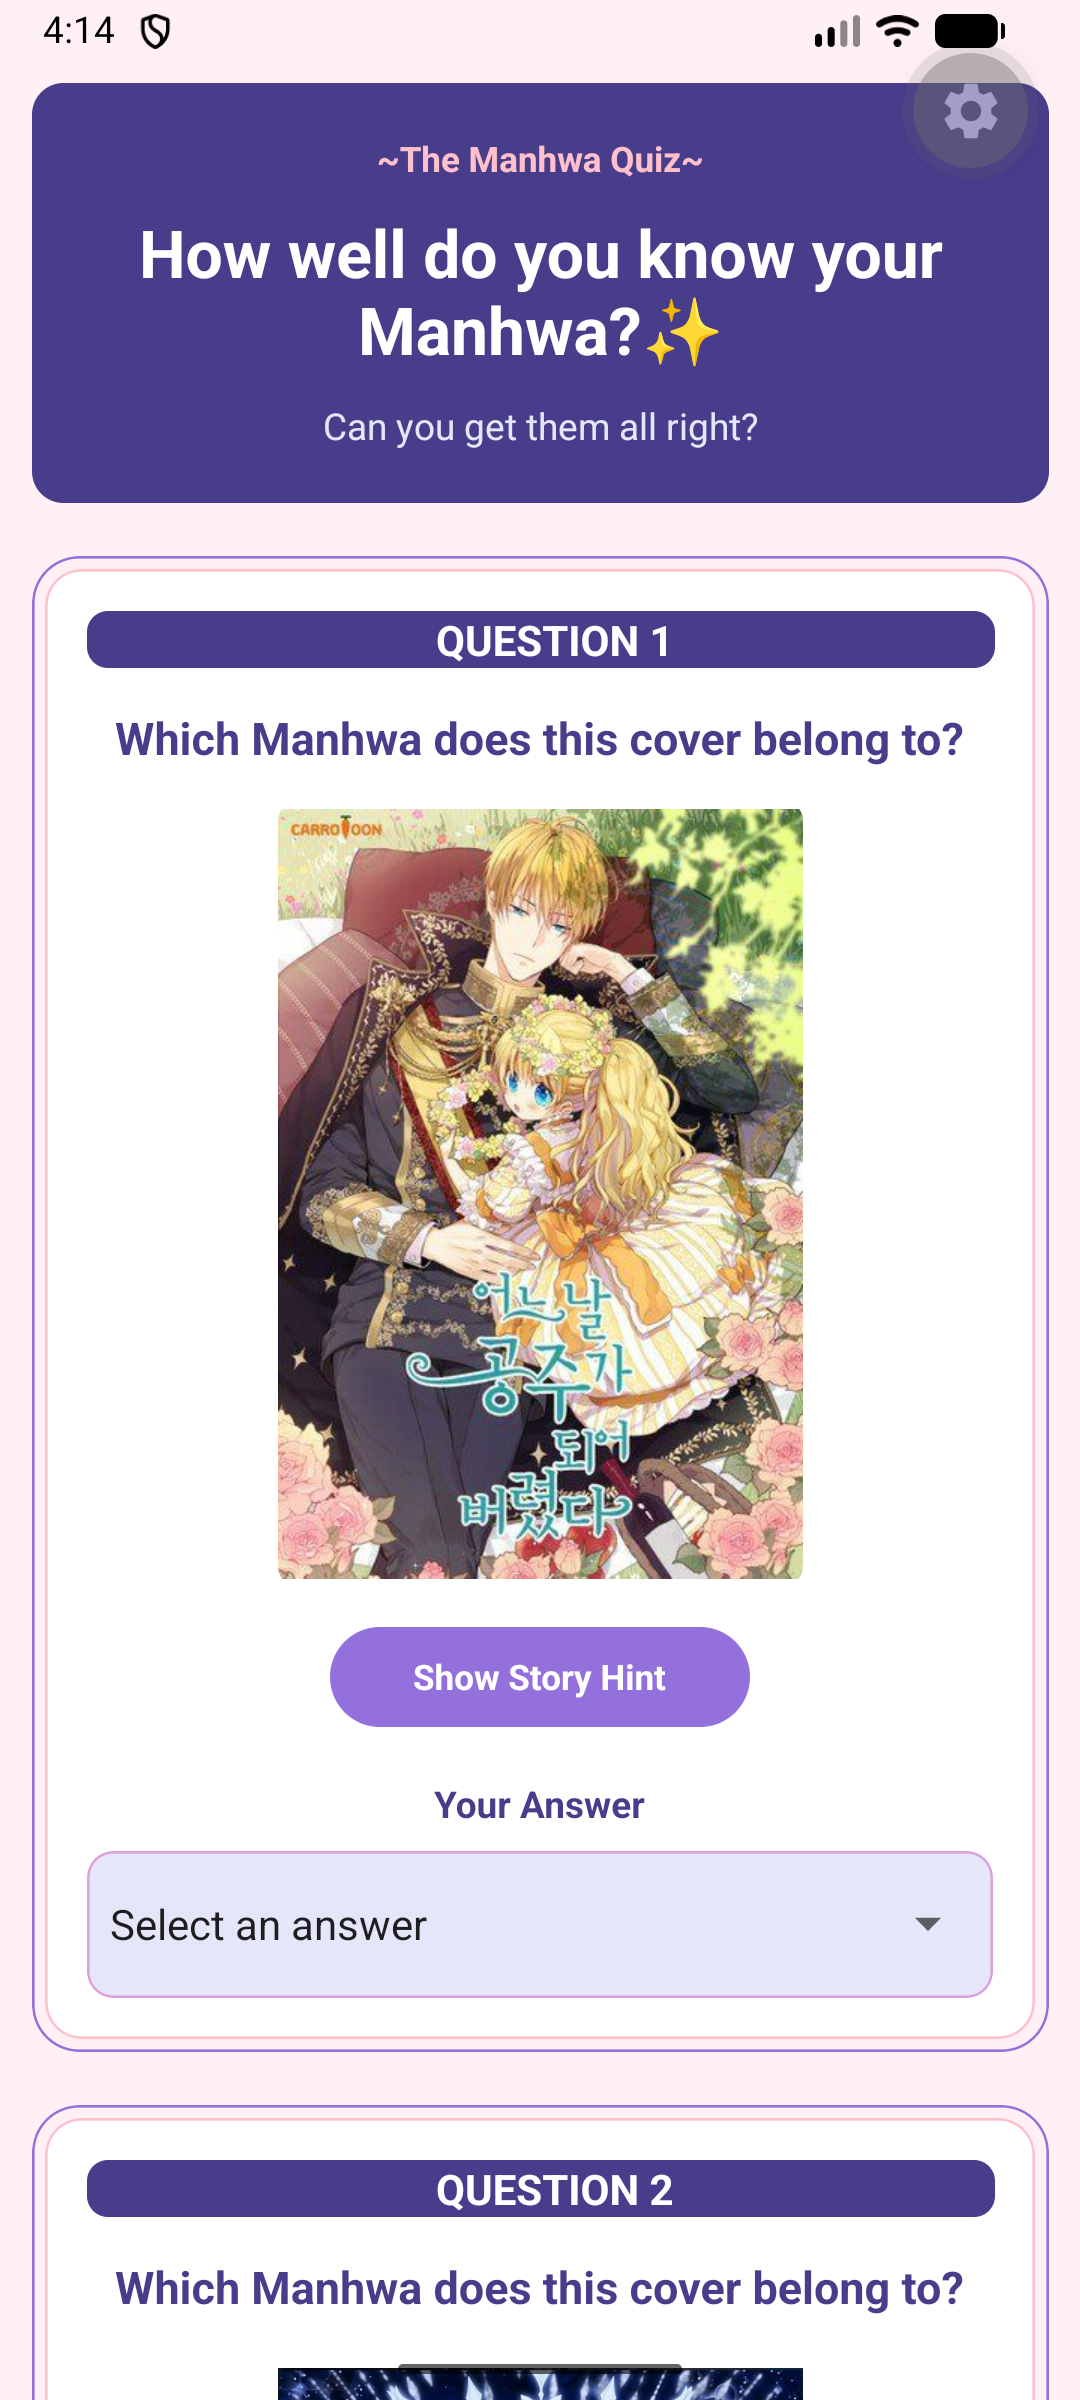 4:14
~The Manhwa Quiz~
How well do you know your
Manhwa?✨
Can you get them all right?
QUESTION 1
Which Manhwa does this cover belong to?
CARROTOON
어느 날
공주가
되어
버렸다
Show Story Hint
Your Answer
Select an answer
QUESTION 2
Which Manhwa does this cover belong to?